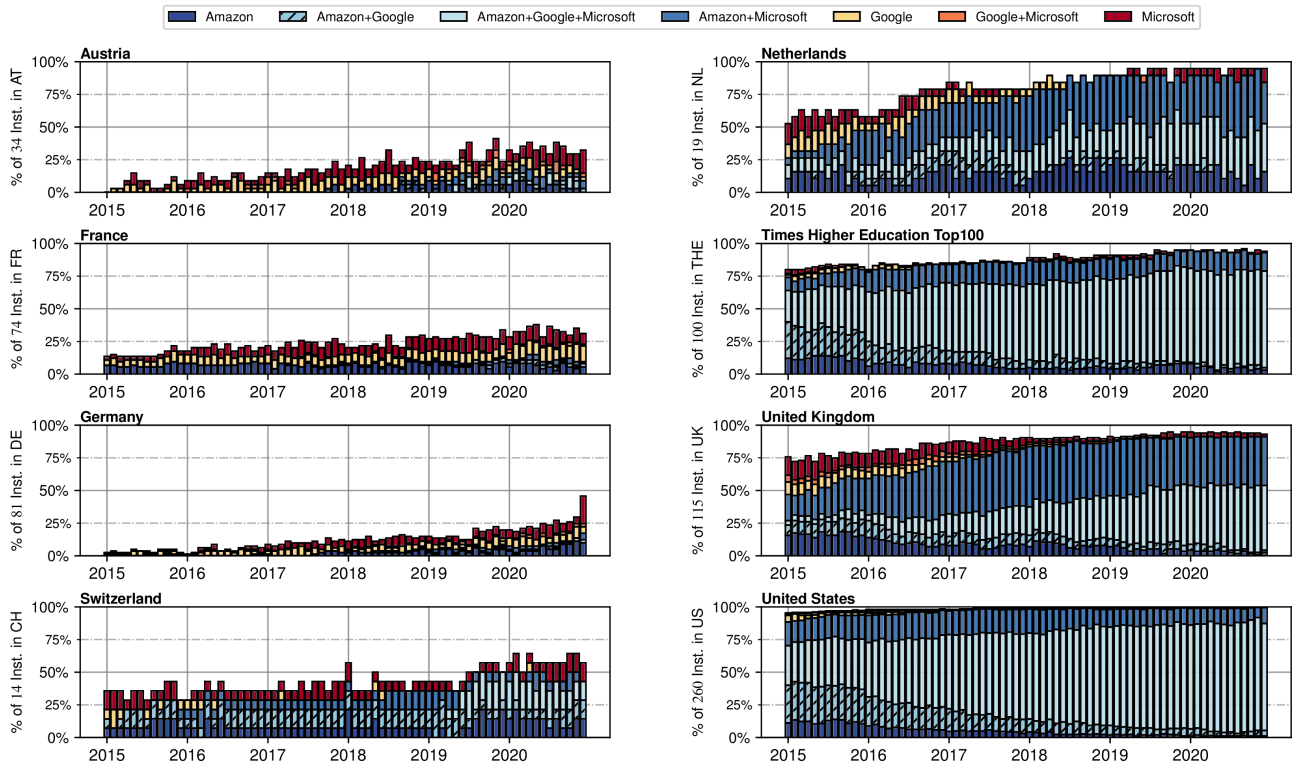 Amazon Amazon+Google Amazon+Google+Microsoft Amazon+Microsoft Google Google+Microsoft Microsoft
Austria
% of 34 Inst. in AT
100%
75%
50%
25%
0%
2015 2016 2017 2018 2019 2020
Netherlands
% of 19 Inst. in NL
100%
75%
50%
25%
0%
2015 2016 2017 2018 2019 2020
France
% of 74 Inst. in FR
100%
75%
50%
25%
0%
2015 2016 2017 2018 2019 2020
Times Higher Education Top100
% of 100 Inst. in THE
100%
75%
50%
25%
0%
2015 2016 2017 2018 2019 2020
Germany
% of 81 Inst. in DE
100%
75%
50%
25%
0%
2015 2016 2017 2018 2019 2020
United Kingdom
% of 115 Inst. in UK
100%
75%
50%
25%
0%
2015 2016 2017 2018 2019 2020
Switzerland
% of 14 Inst. in CH
100%
75%
50%
25%
0%
2015 2016 2017 2018 2019 2020
United States
% of 260 Inst. in US
100%
75%
50%
25%
0%
2015 2016 2017 2018 2019 2020